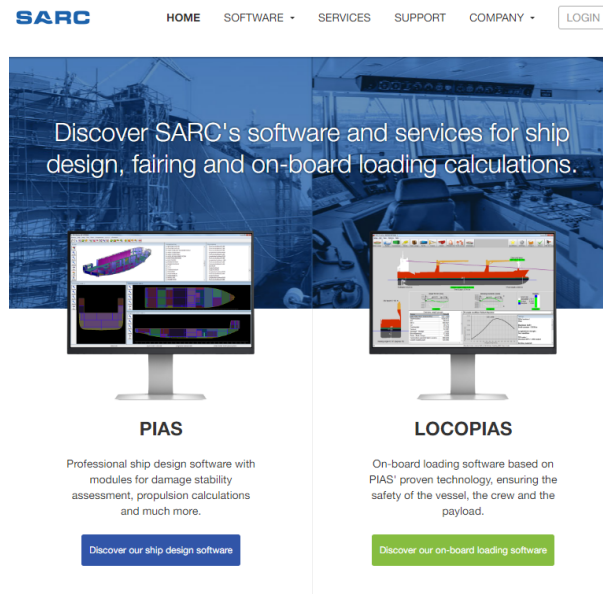 SARC
HOME SOFTWARE SERVICES SUPPORT COMPANY LOGIN
Discover SARC's software and services for ship
design, fairing and on-board loading calculations.
PIAS
Professional ship design software with
modules for damage stability
assessment, propulsion calculations
and much more.
Discover our ship design software
LOCOPIAS
On-board loading software based on
PIAS' proven technology, ensuring the
safety of the vessel, the crew and the
payload.
Discover our on-board loading software